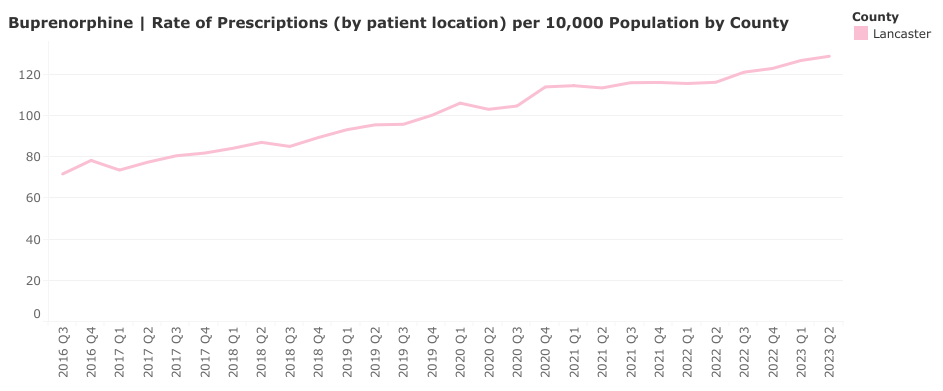 Buprenorphine | Rate of Prescriptions (by patient location) per 10,000 Population by County
County
Lancaster
120
100
80
60
40
20
0
2016 Q3
2016 Q4
2017 Q1
2017 Q2
2017 Q3
2017 Q4
2018 Q1
2018 Q2
2018 Q3
2018 Q4
2019 Q1
2019 Q2
2019 Q3
2019 Q4
2020 Q1
2020 Q2
2020 Q3
2020 Q4
2021 Q1
2021 Q2
2021 Q3
2021 Q4
2022 Q1
2022 Q2
2022 Q3
2022 Q4
2023 Q1
2023 Q2